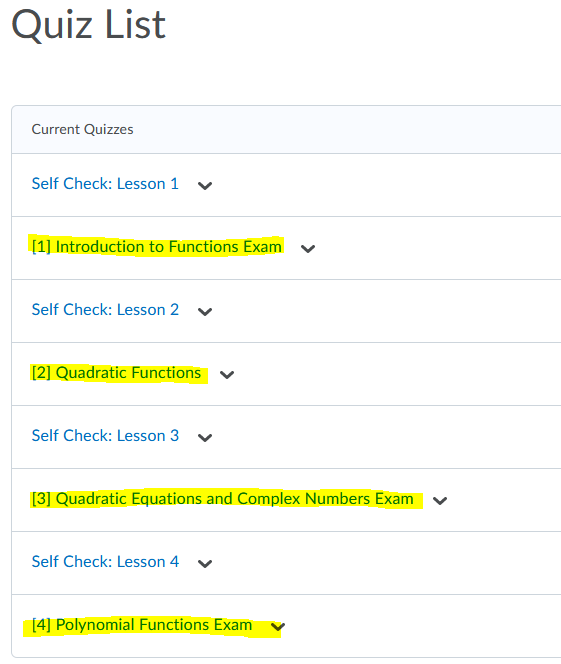 Quiz List
Current Quizzes
Self Check: Lesson 1
[1] Introduction to Functions Exam
Self Check: Lesson 2
[2] Quadratic Functions
Self Check: Lesson 3
[3] Quadratic Equations and Complex Numbers Exam
Self Check: Lesson 4
[4] Polynomial Functions Exam